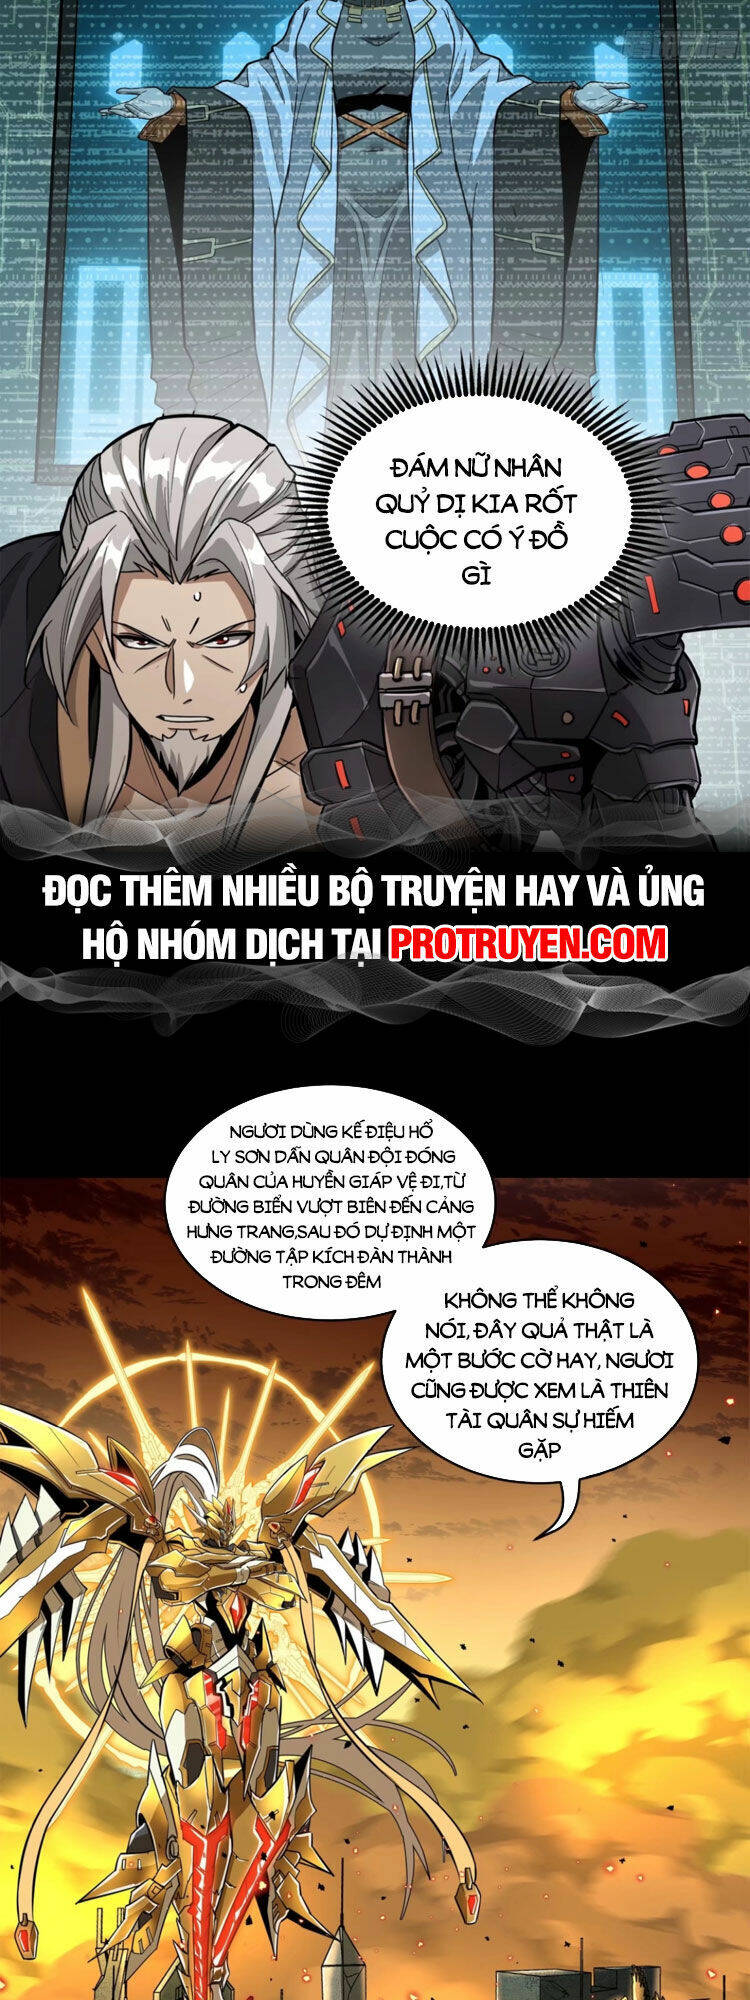 ĐÁM NỮ NHÂN
QUỶ DỊ KIA RỐT
CUỘC CÓ Ý ĐỒ
GÌ
ĐỌC THÊM NHIỀU BỘ TRUYỆN HAY VÀ ỦNG
HỘ NHÓM DỊCH TẠI PROTRUYEN.COM
NGƯƠI DÙNG KẾ ĐIỆU HỔ
LY SƠN DẪN QUÂN ĐỘI ĐÓNG
QUÂN CỦA HUYỀN GIÁP VỆ ĐI,TỪ
ĐƯỜNG BIỂN VƯỢT BIÊN ĐẾN CẢNG
HƯNG TRANG,SAU ĐÓ DỰ ĐỊNH MỘT
ĐƯỜNG TẬP KÍCH ĐÀN THÀNH
TRONG ĐÊM
KHÔNG THỂ KHÔNG
NÓI, ĐÂY QUẢ THẬT LÀ
MỘT BƯỚC CỜ HAY, NGƯƠI
CŨNG ĐƯỢC XEM LÀ THIÊN
TÀI QUÂN SỰ HIẾM
GẶP